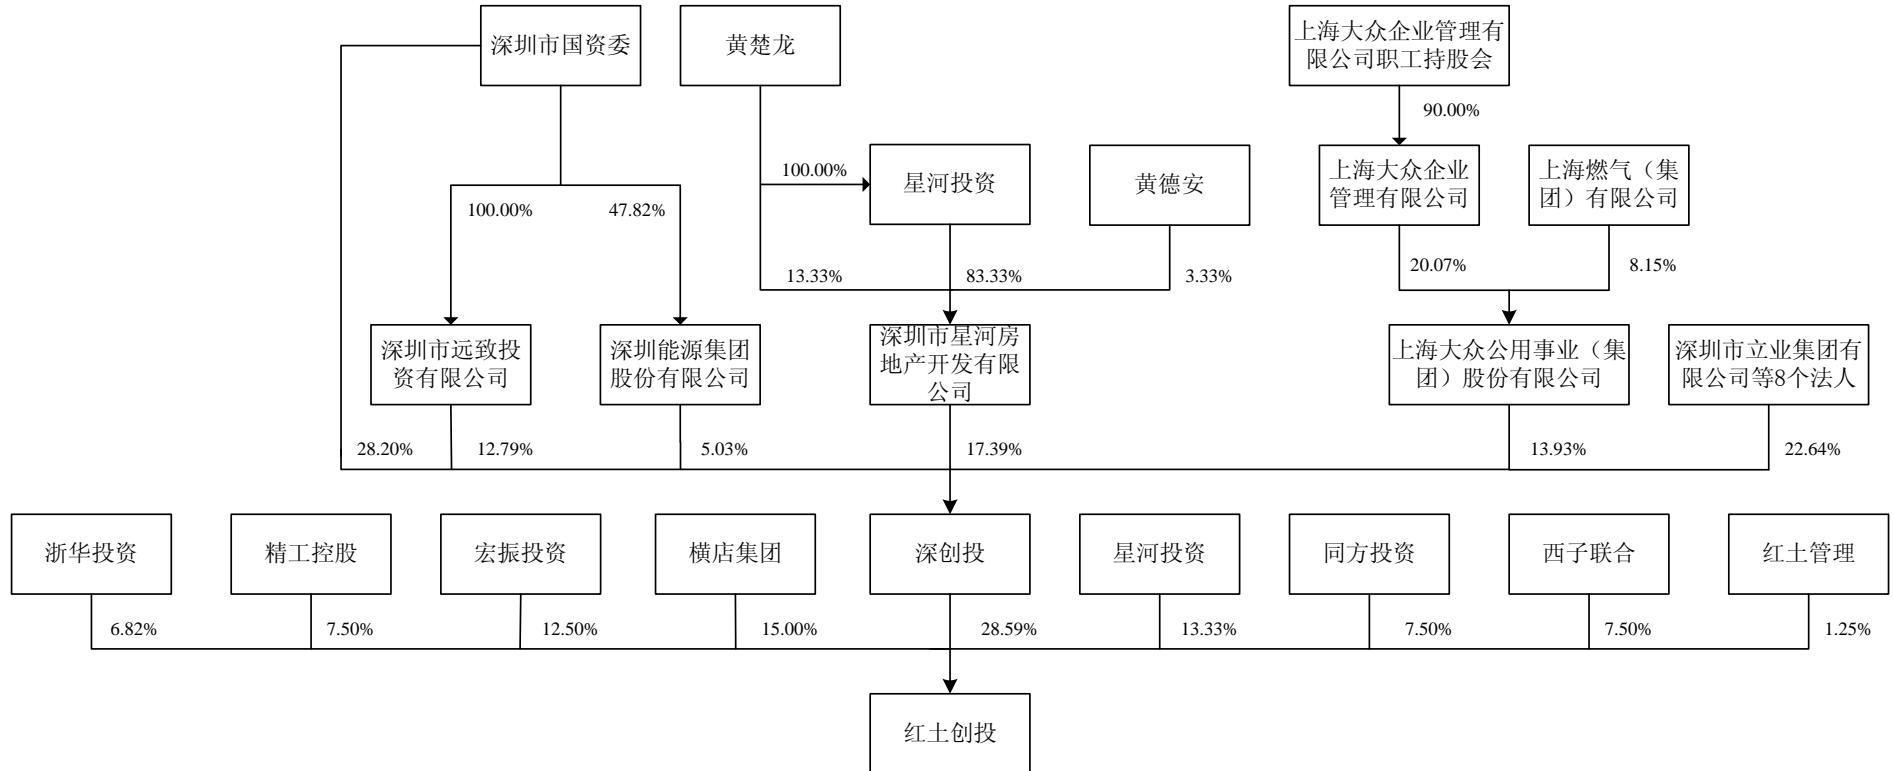 深圳市国资委
黄楚龙
上海大众企业管理有
限公司职工持股会
90.00%
100.00%
星河投资
黄德安
上海大众企业
管理有限公司
上海燃气（集
团）有限公司
100.00%
47.82%
13.33%
83.33%
3.33%
20.07%
8.15%
深圳市远致投
资有限公司
深圳能源集团
股份有限公司
深圳市星河房
地产开发有限
公司
上海大众公用事业（集
团）股份有限公司
深圳市立业集团有
限公司等8个法人
28.20%
12.79%
5.03%
17.39%
13.93%
22.64%
浙华投资
精工控股
宏振投资
横店集团
深创投
星河投资
同方投资
西子联合
红土管理
6.82%
7.50%
12.50%
15.00%
28.59%
13.33%
7.50%
7.50%
1.25%
红土创投